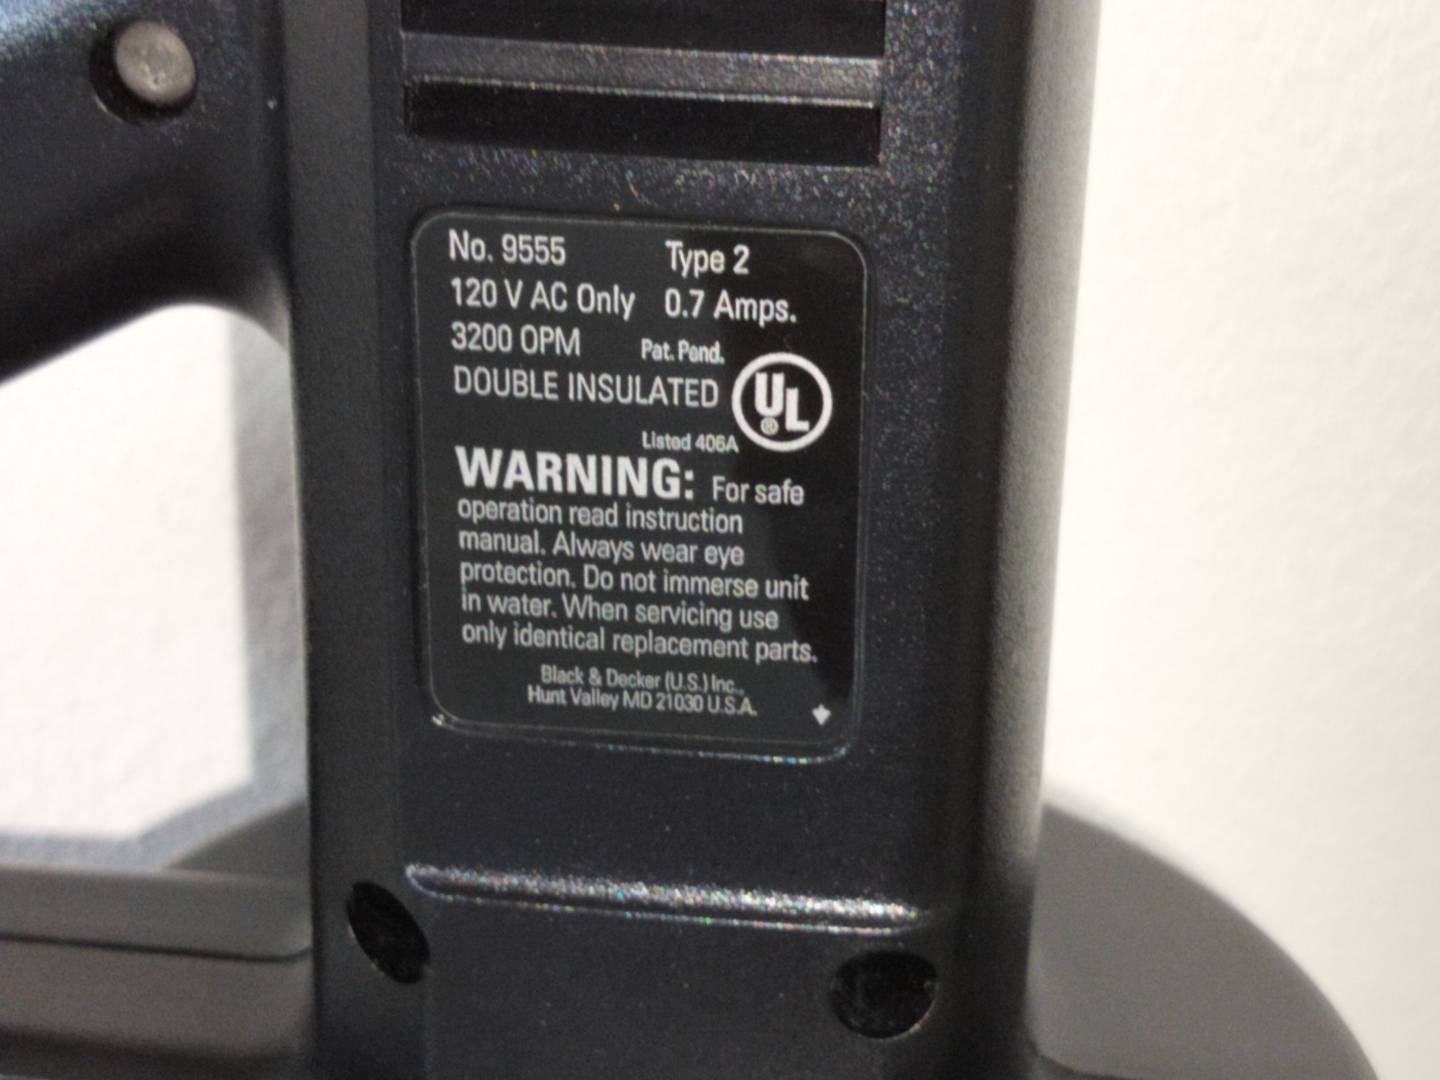 No. 9555 Type 2
120 V AC Only 0.7 Amps.
3200 OPM Pat. Pend.
DOUBLE INSULATED
UL
®
Listed 406A
WARNING: For safe
operation read instruction
manual. Always wear eye
protection. Do not immerse unit
in water. When servicing use
only identical replacement parts.
Black & Decker (U.S.) Inc.,
Hunt Valley MD 21030 U.S.A.